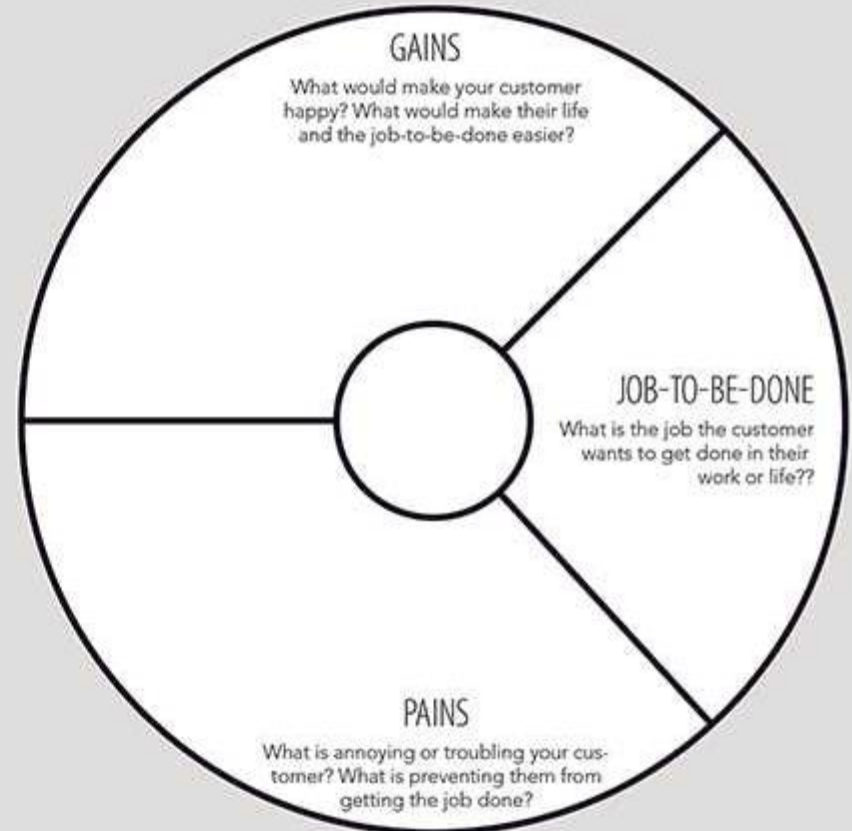 GAINS
What would make your customer
happy? What would make their life
and the job-to-be-done easier?
JOB-TO-BE-DONE
What is the job the customer
wants to get done in their
work or life??
PAINS
What is annoying or troubling your cus-
tomer? What is preventing them from
getting the job done?